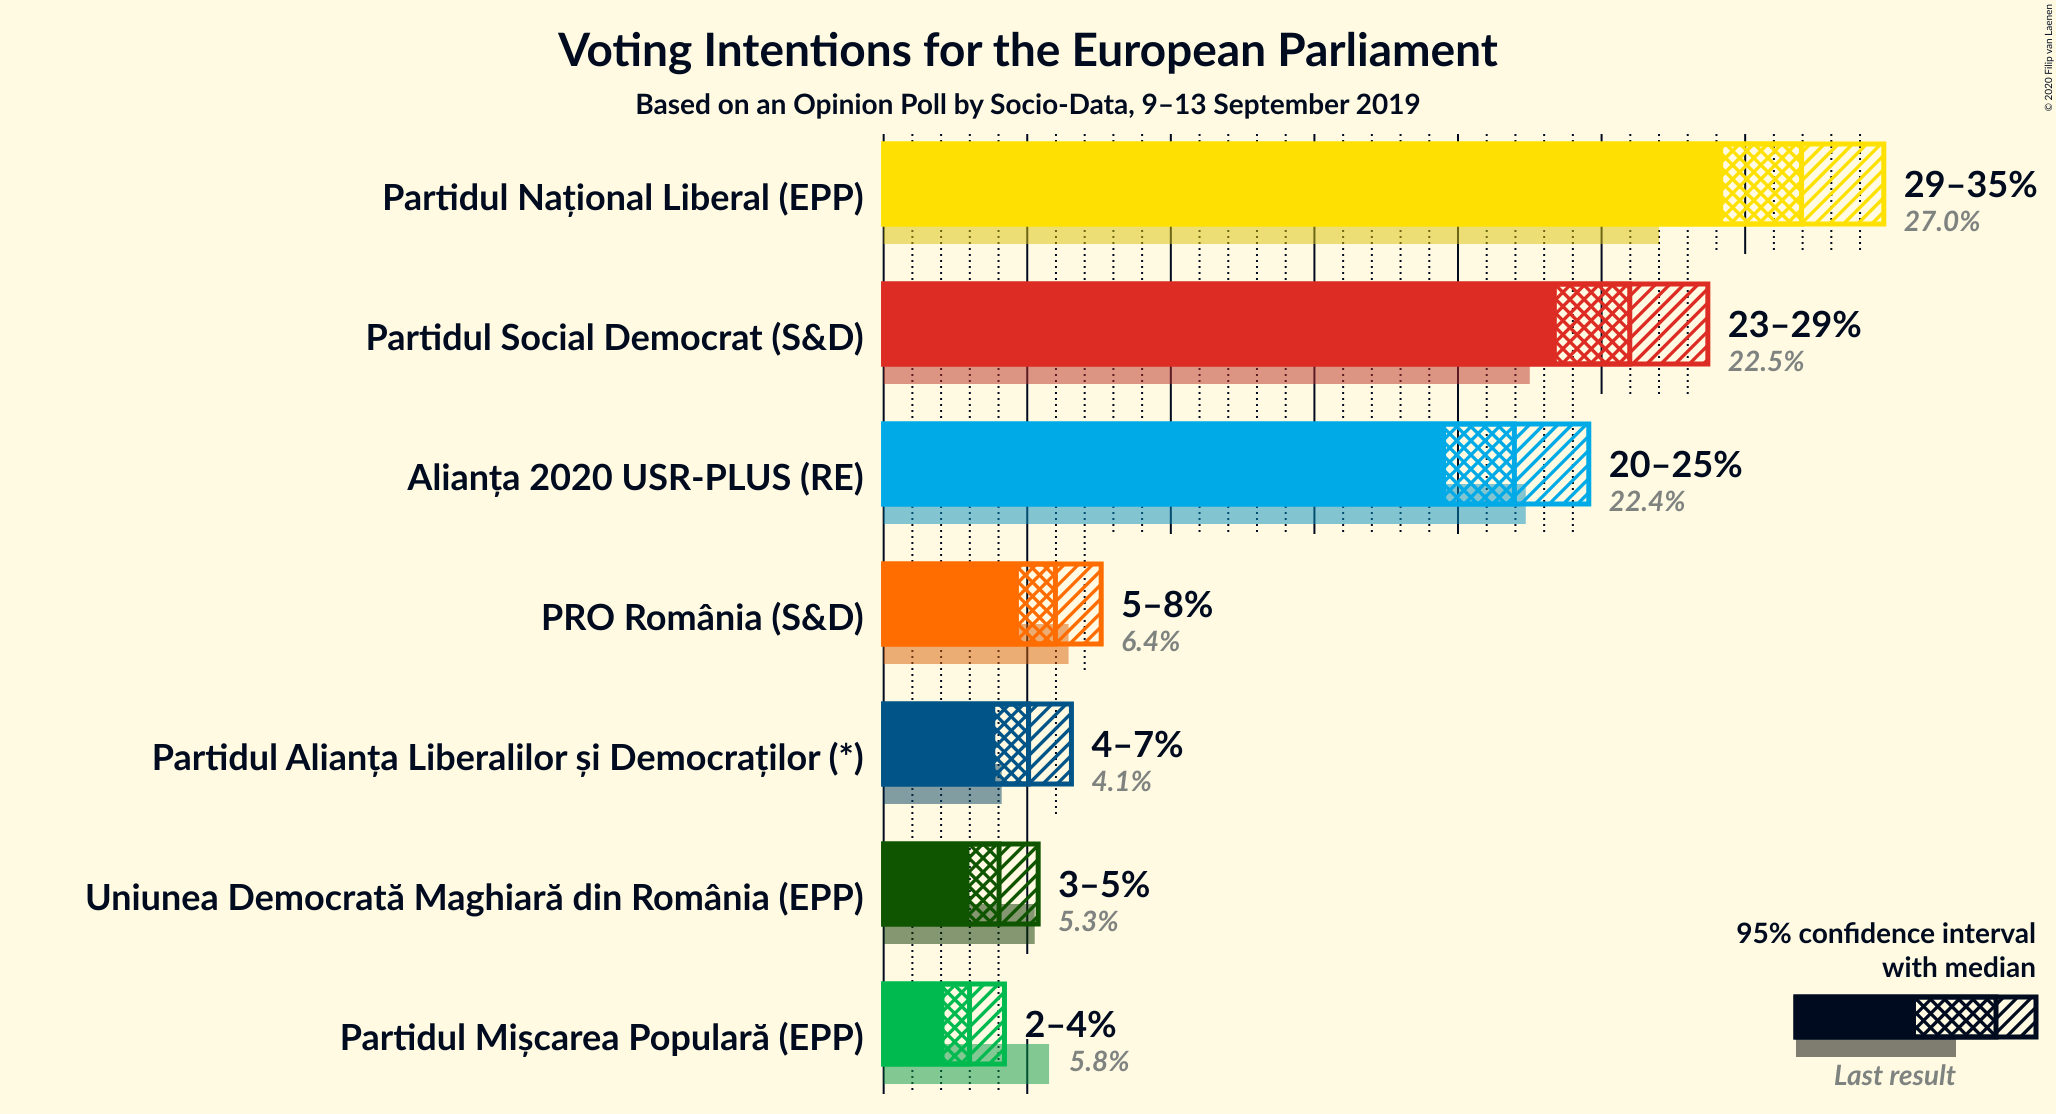 Voting Intentions for the European Parliament
Based on an Opinion Poll by Socio-Data, 9–13 September 2019
© 2020 Filip van Laenen
Partidul Național Liberal (EPP)
29–35%
27.0%
Partidul Social Democrat (S&D)
23–29%
22.5%
Alianța 2020 USR-PLUS (RE)
20–25%
22.4%
PRO România (S&D)
5–8%
6.4%
Partidul Alianța Liberalilor și Democraților (*)
4–7%
4.1%
Uniunea Democrată Maghiară din România (EPP)
3–5%
5.3%
Partidul Mișcarea Populară (EPP)
2–4%
5.8%
95% confidence interval
with median
Last result